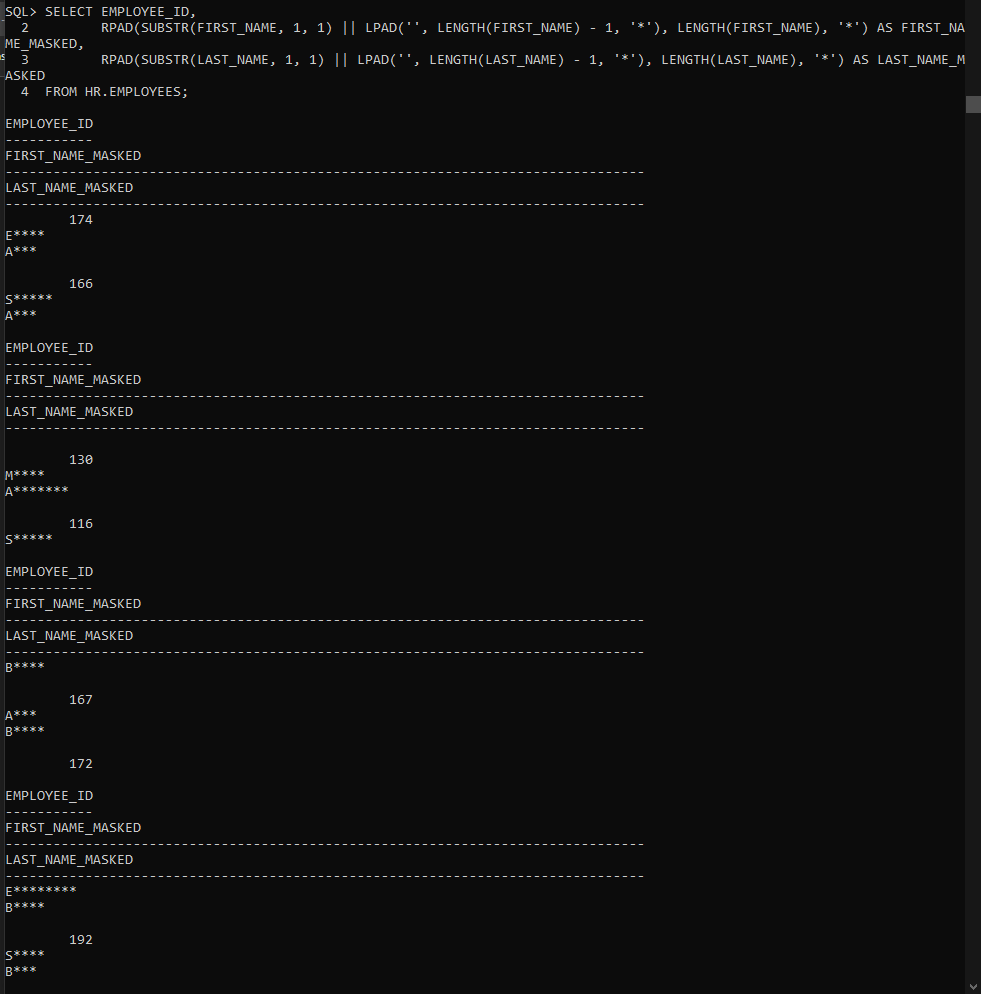 SQL> SELECT EMPLOYEE_ID,
  2         RPAD(SUBSTR(FIRST_NAME, 1, 1) || LPAD('', LENGTH(FIRST_NAME) - 1, '*'), LENGTH(FIRST_NAME), '*') AS FIRST_NA
ME_MASKED,
  3         RPAD(SUBSTR(LAST_NAME, 1, 1) || LPAD('', LENGTH(LAST_NAME) - 1, '*'), LENGTH(LAST_NAME), '*') AS LAST_NAME_M
ASKED
  4  FROM HR.EMPLOYEES;

EMPLOYEE_ID
-----------
FIRST_NAME_MASKED
--------------------------------------------------------------------------------
LAST_NAME_MASKED
--------------------------------------------------------------------------------
        174
E****
A***

        166
S*****
A***

EMPLOYEE_ID
-----------
FIRST_NAME_MASKED
--------------------------------------------------------------------------------
LAST_NAME_MASKED
--------------------------------------------------------------------------------

        130
M****
A*******

        116
S*****

EMPLOYEE_ID
-----------
FIRST_NAME_MASKED
--------------------------------------------------------------------------------
LAST_NAME_MASKED
--------------------------------------------------------------------------------
B****

        167
A***
B****

        172

EMPLOYEE_ID
-----------
FIRST_NAME_MASKED
--------------------------------------------------------------------------------
LAST_NAME_MASKED
--------------------------------------------------------------------------------
E********
B****

        192
S****
B***